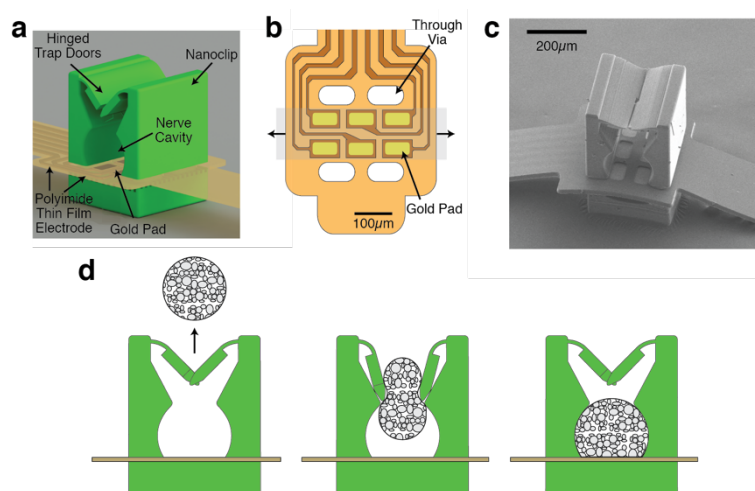 a
Hinged
Trap Doors
Nanoclip
Nerve
Cavity
Polyimide
Thin Film
Electrode
Gold Pad
b
Through
Via
Gold Pad
100µm
c
200µm
d